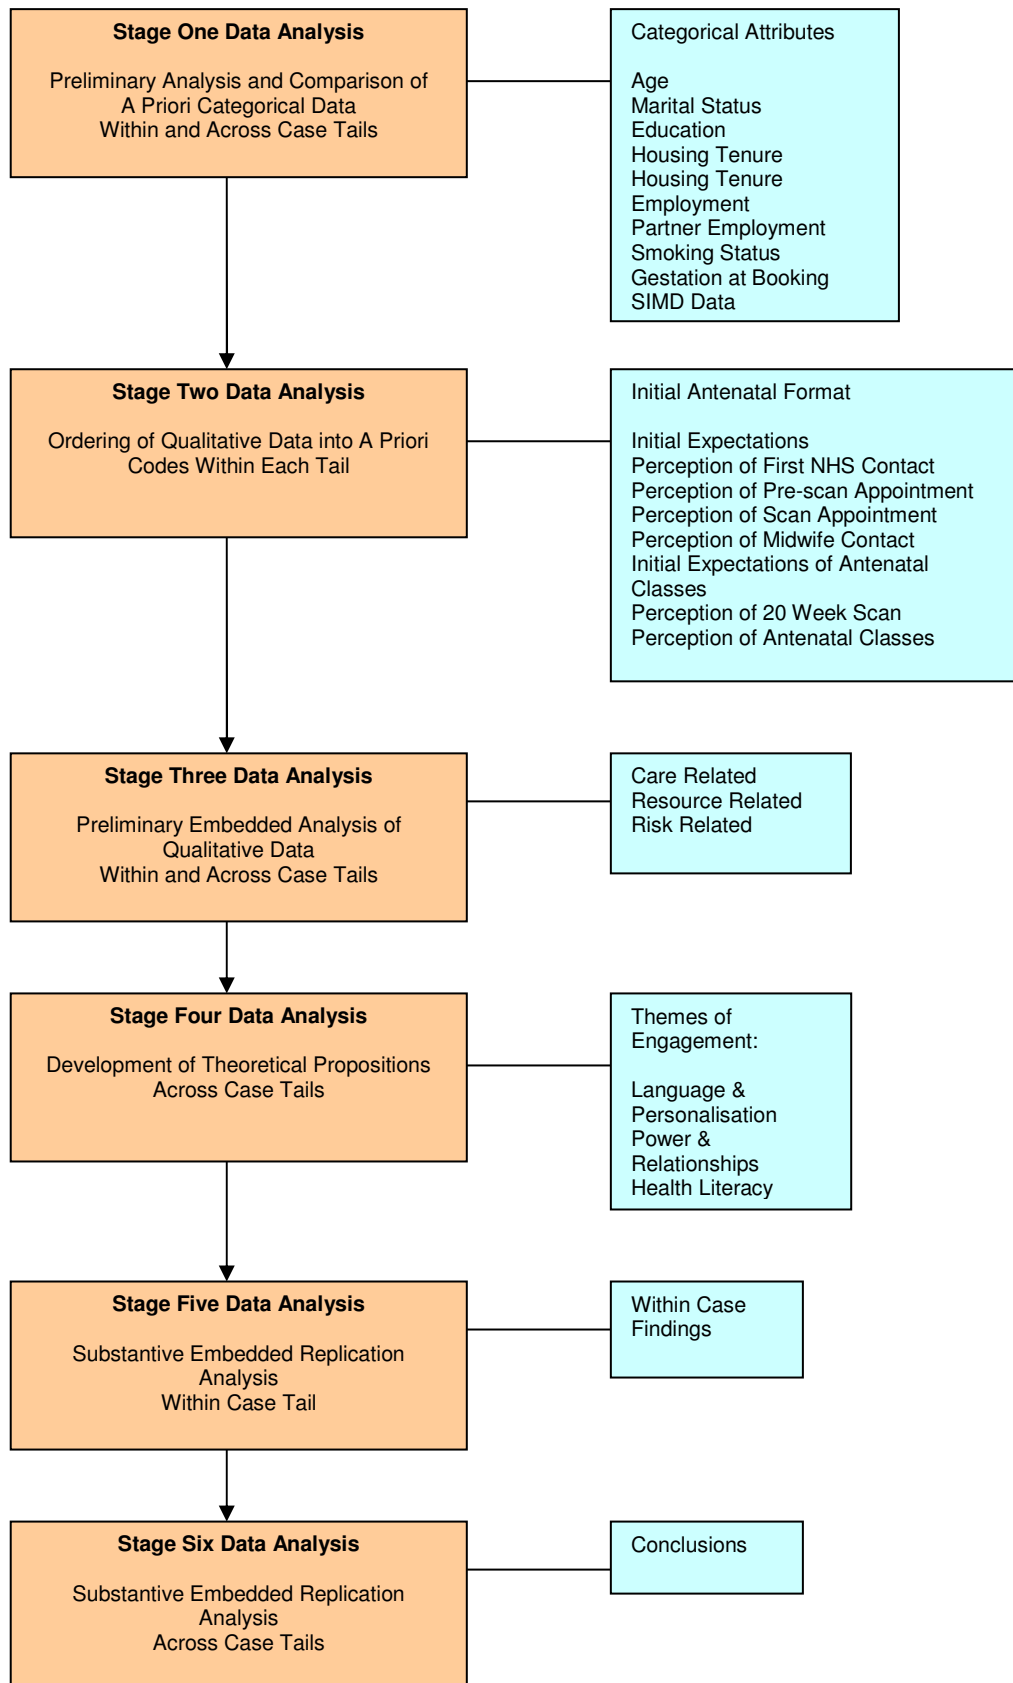 Stage One Data Analysis
Preliminary Analysis and Comparison of
A Priori Categorical Data
Within and Across Case Tails
Categorical Attributes
Age
Marital Status
Education
Housing Tenure
Housing Tenure
Employment
Partner Employment
Smoking Status
Gestation at Booking
SIMD Data
Stage Two Data Analysis
Ordering of Qualitative Data into A Priori
Codes Within Each Tail
Initial Antenatal Format
Initial Expectations
Perception of First NHS Contact
Perception of Pre-scan Appointment
Perception of Scan Appointment
Perception of Midwife Contact
Initial Expectations of Antenatal
Classes
Perception of 20 Week Scan
Perception of Antenatal Classes
Stage Three Data Analysis
Preliminary Embedded Analysis of
Qualitative Data
Within and Across Case Tails
Care Related
Resource Related
Risk Related
Stage Four Data Analysis
Development of Theoretical Propositions
Across Case Tails
Themes of
Engagement:
Language &
Personalisation
Power &
Relationships
Health Literacy
Stage Five Data Analysis
Substantive Embedded Replication
Analysis
Within Case Tail
Within Case
Findings
Stage Six Data Analysis
Substantive Embedded Replication
Analysis
Across Case Tails
Conclusions